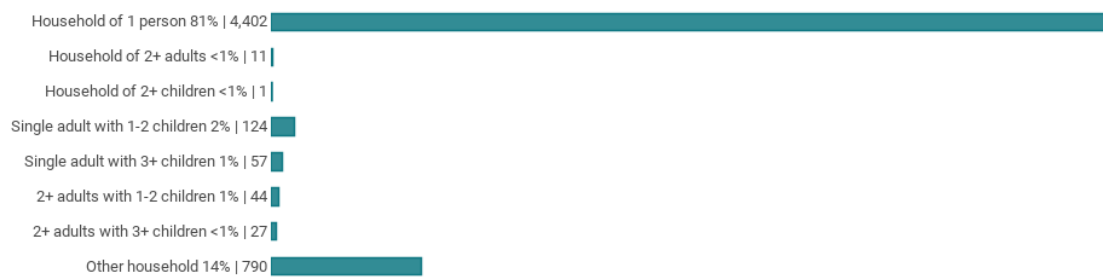 Household of 1 person 81% | 4,402
Household of 2+ adults <1% | 11
Household of 2+ children <1% | 1
Single adult with 1-2 children 2% | 124
Single adult with 3+ children 1% | 57
2+ adults with 1-2 children 1% | 44
2+ adults with 3+ children <1% | 27
Other household 14% | 790